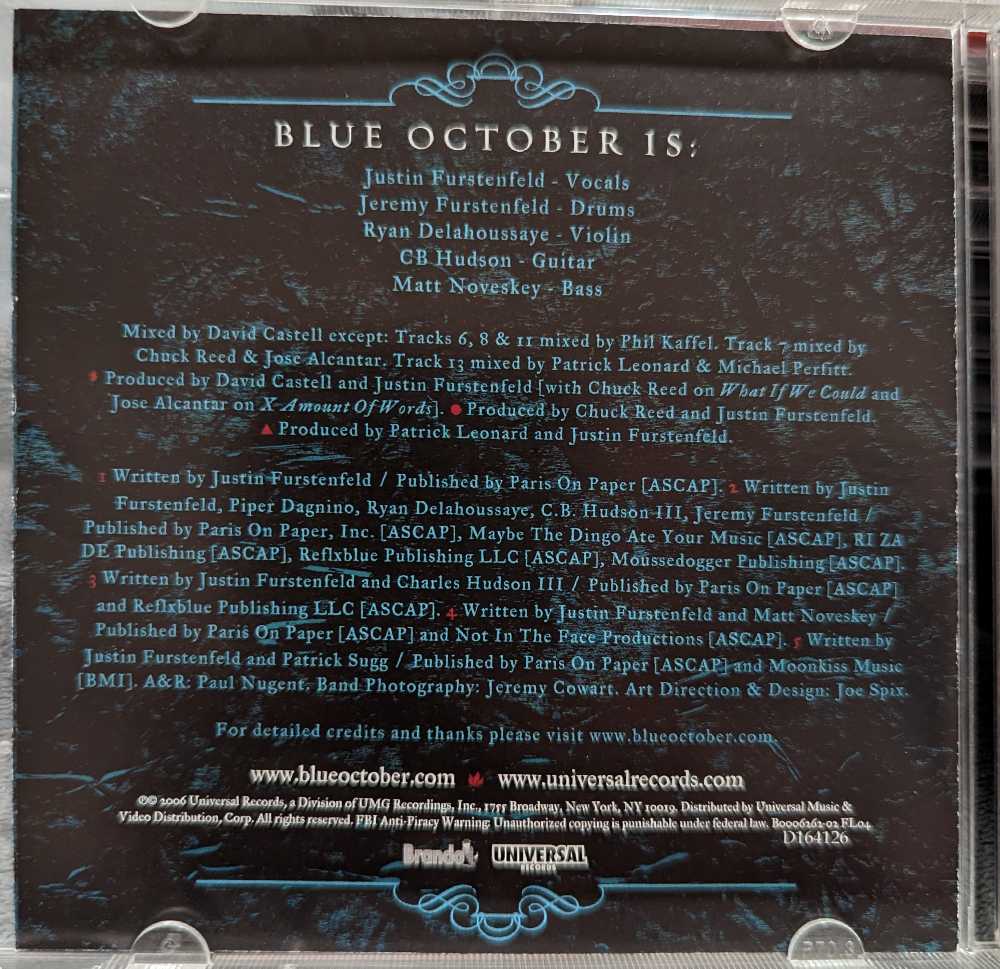 BLUE OCTOBER IS:
Justin Furstenfeld - Vocals
Jeremy Furstenfeld - Drums
Ryan Delahoussaye - Violin
CB Hudson - Guitar
Matt Noveskey - Bass
Mixed by David Castell except: Tracks 6, 8 & 11 mixed by Phil Kaffel. Track 7 mixed by
Chuck Reed & Jose Alcantar. Track 13 mixed by Patrick Leonard & Michael Perfitt.
* Produced by David Castell and Justin Furstenfeld [with Chuck Reed on What If We Could and
Jose Alcantar on X-Amount Of Words]. ● Produced by Chuck Reed and Justin Furstenfeld.
▲ Produced by Patrick Leonard and Justin Furstenfeld.
1 Written by Justin Furstenfeld / Published by Paris On Paper [ASCAP]. 2 Written by Justin
Furstenfeld, Piper Dagnino, Ryan Delahoussaye, C.B. Hudson III, Jeremy Furstenfeld /
Published by Paris On Paper, Inc. [ASCAP], Maybe The Dingo Ate Your Music [ASCAP], RI ZA
DE Publishing [ASCAP], Reflxblue Publishing LLC [ASCAP], Moussedogger Publishing [ASCAP].
3 Written by Justin Furstenfeld and Charles Hudson III / Published by Paris On Paper [ASCAP]
and Reflxblue Publishing LLC [ASCAP]. 4 Written by Justin Furstenfeld and Matt Noveskey /
Published by Paris On Paper [ASCAP] and Not In The Face Productions [ASCAP]. 5 Written by
Justin Furstenfeld and Patrick Sugg / Published by Paris On Paper [ASCAP] and Moonkiss Music
[BMI]. A&R: Paul Nugent, Band Photography: Jeremy Cowart. Art Direction & Design: Joe Spix.
For detailed credits and thanks please visit www.blueoctober.com.
www.blueoctober.com www.universalrecords.com
℗© 2006 Universal Records, a Division of UMG Recordings, Inc., 1755 Broadway, New York, NY 10019. Distributed by Universal Music &
Video Distribution, Corp. All rights reserved. FBI Anti-Piracy Warning: Unauthorized copying is punishable under federal law. B0006262-02 FL04
D164126
Brando UNIVERSAL
RECORDS